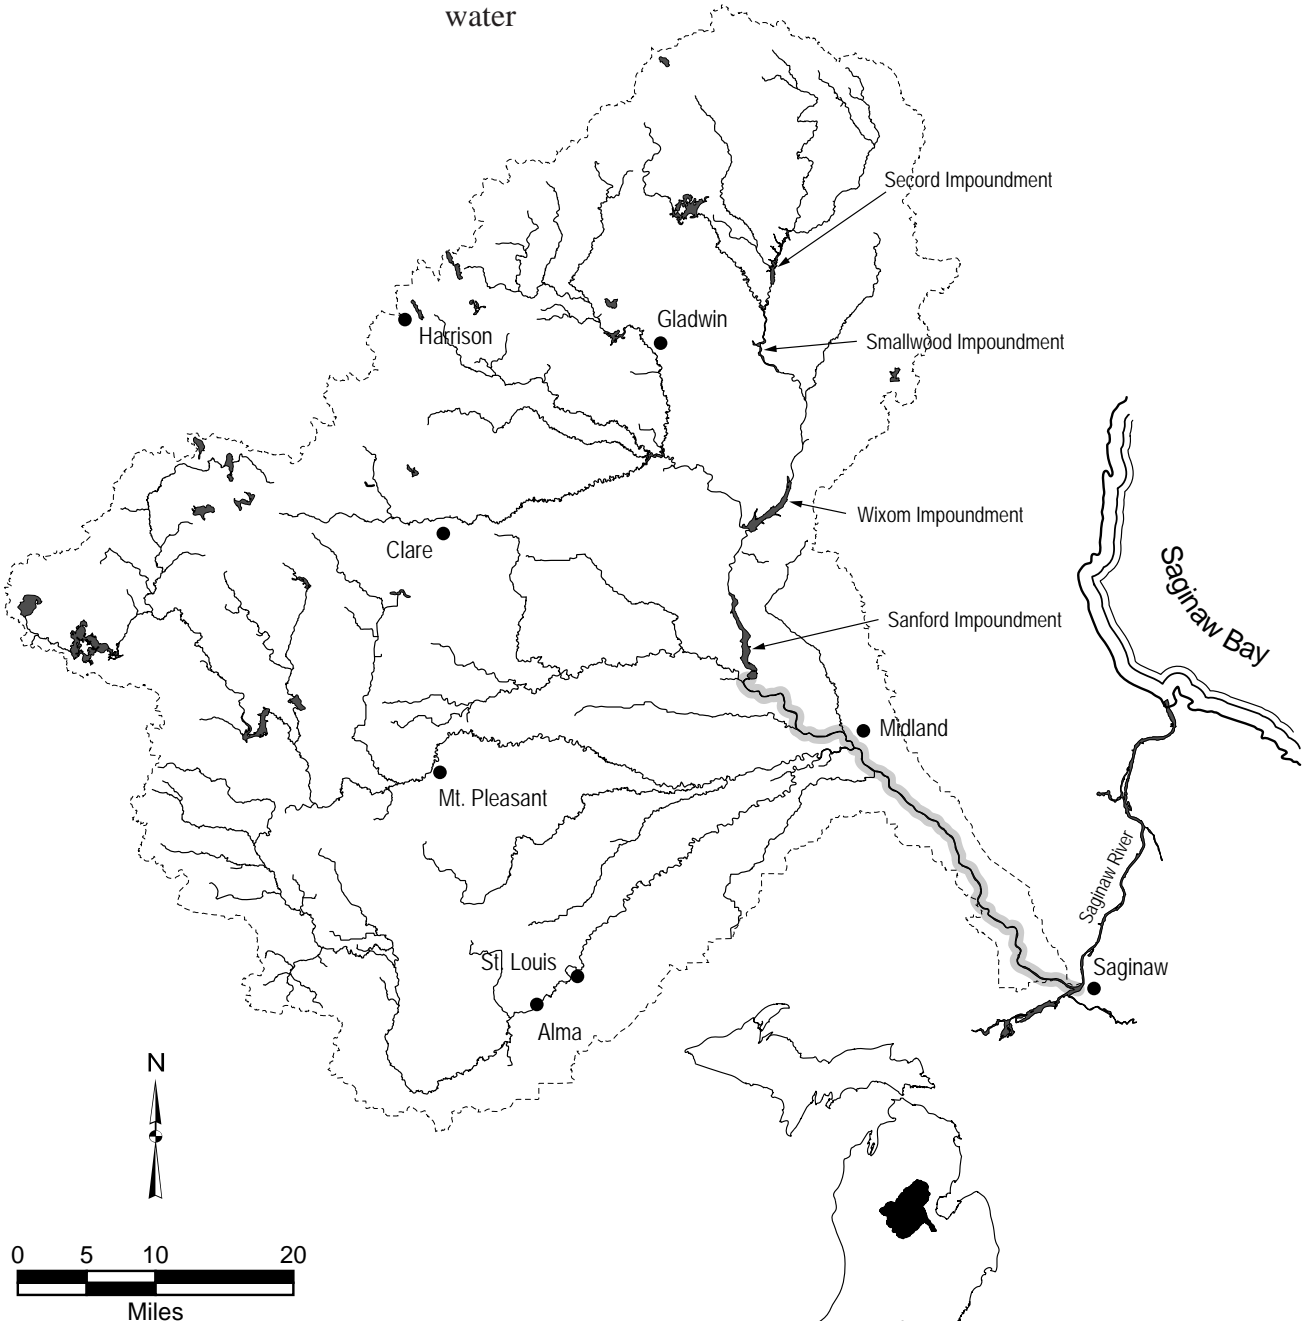 water
Secord Impoundment
Gladwin
Harrison
Smallwood Impoundment
Wixom Impoundment
Clare
Saginaw Bay
Sanford Impoundment
Midland
Mt. Pleasant
Saginaw River
St. Louis
Saginaw
Alma
N
0 5 10 20
Miles